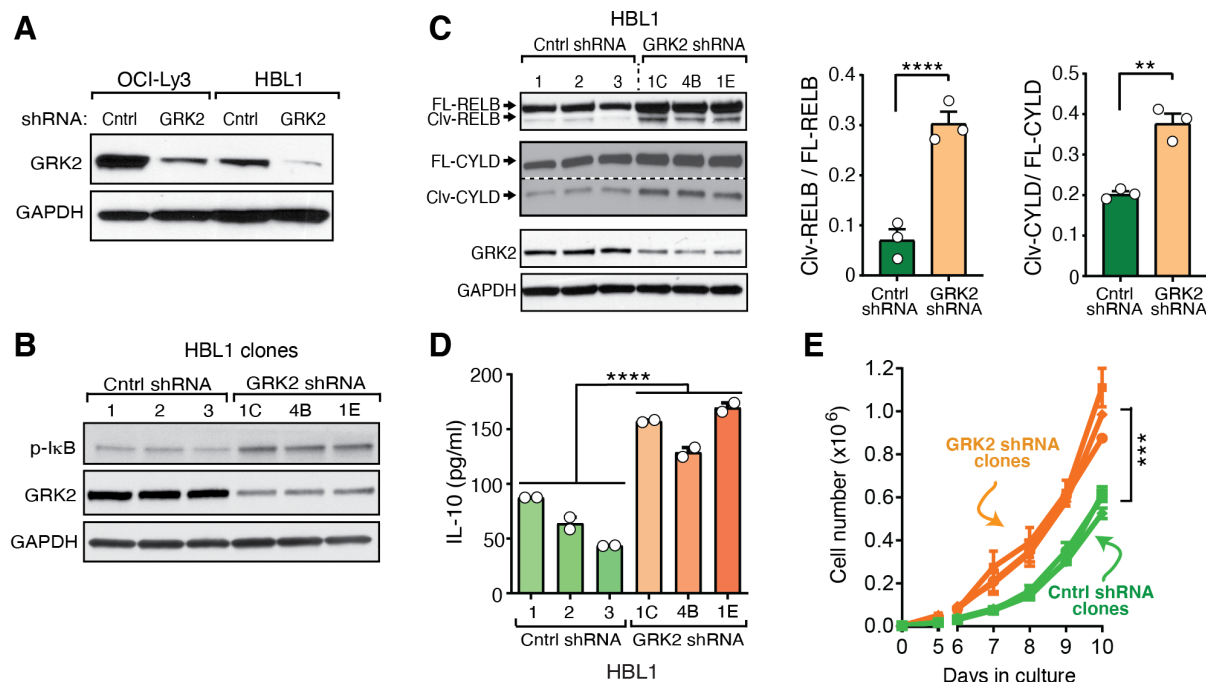 A
OCI-Ly3 HBL1
shRNA: Cntrl GRK2 Cntrl GRK2
GRK2
GAPDH
B
HBL1 clones
Cntrl shRNA GRK2 shRNA
1 2 3 1C 4B 1E
p-IκB
GRK2
GAPDH
C
HBL1
Cntrl shRNA GRK2 shRNA
1 2 3 1C 4B 1E
FL-RELB
Clv-RELB
FL-CYLD
Clv-CYLD
GRK2
GAPDH
Clv-RELB / FL-RELB
0.4
0.3
0.2
0.1
0
****
Cntrl shRNA
GRK2 shRNA
Clv-CYLD/ FL-CYLD
0.5
0.4
0.3
0.2
0.1
0
**
Cntrl shRNA
GRK2 shRNA
D
IL-10 (pg/ml)
200
150
100
50
0
****
1 2 3 1C 4B 1E
Cntrl shRNA GRK2 shRNA
HBL1
E
Cell number (x10⁶)
1.2
1.0
0.8
0.6
0.4
0.2
0.0
GRK2 shRNA
clones
***
Cntrl shRNA
clones
0 5 6 7 8 9 10
Days in culture